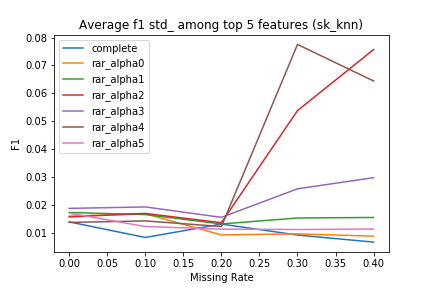 Average f1 std_ among top 5 features (sk_knn)
0.08
0.07
0.06
0.05
0.04
0.03
0.02
0.01
F1
complete
rar_alpha0
rar_alpha1
rar_alpha2
rar_alpha3
rar_alpha4
rar_alpha5
0.00 0.05 0.10 0.15 0.20 0.25 0.30 0.35 0.40
Missing Rate